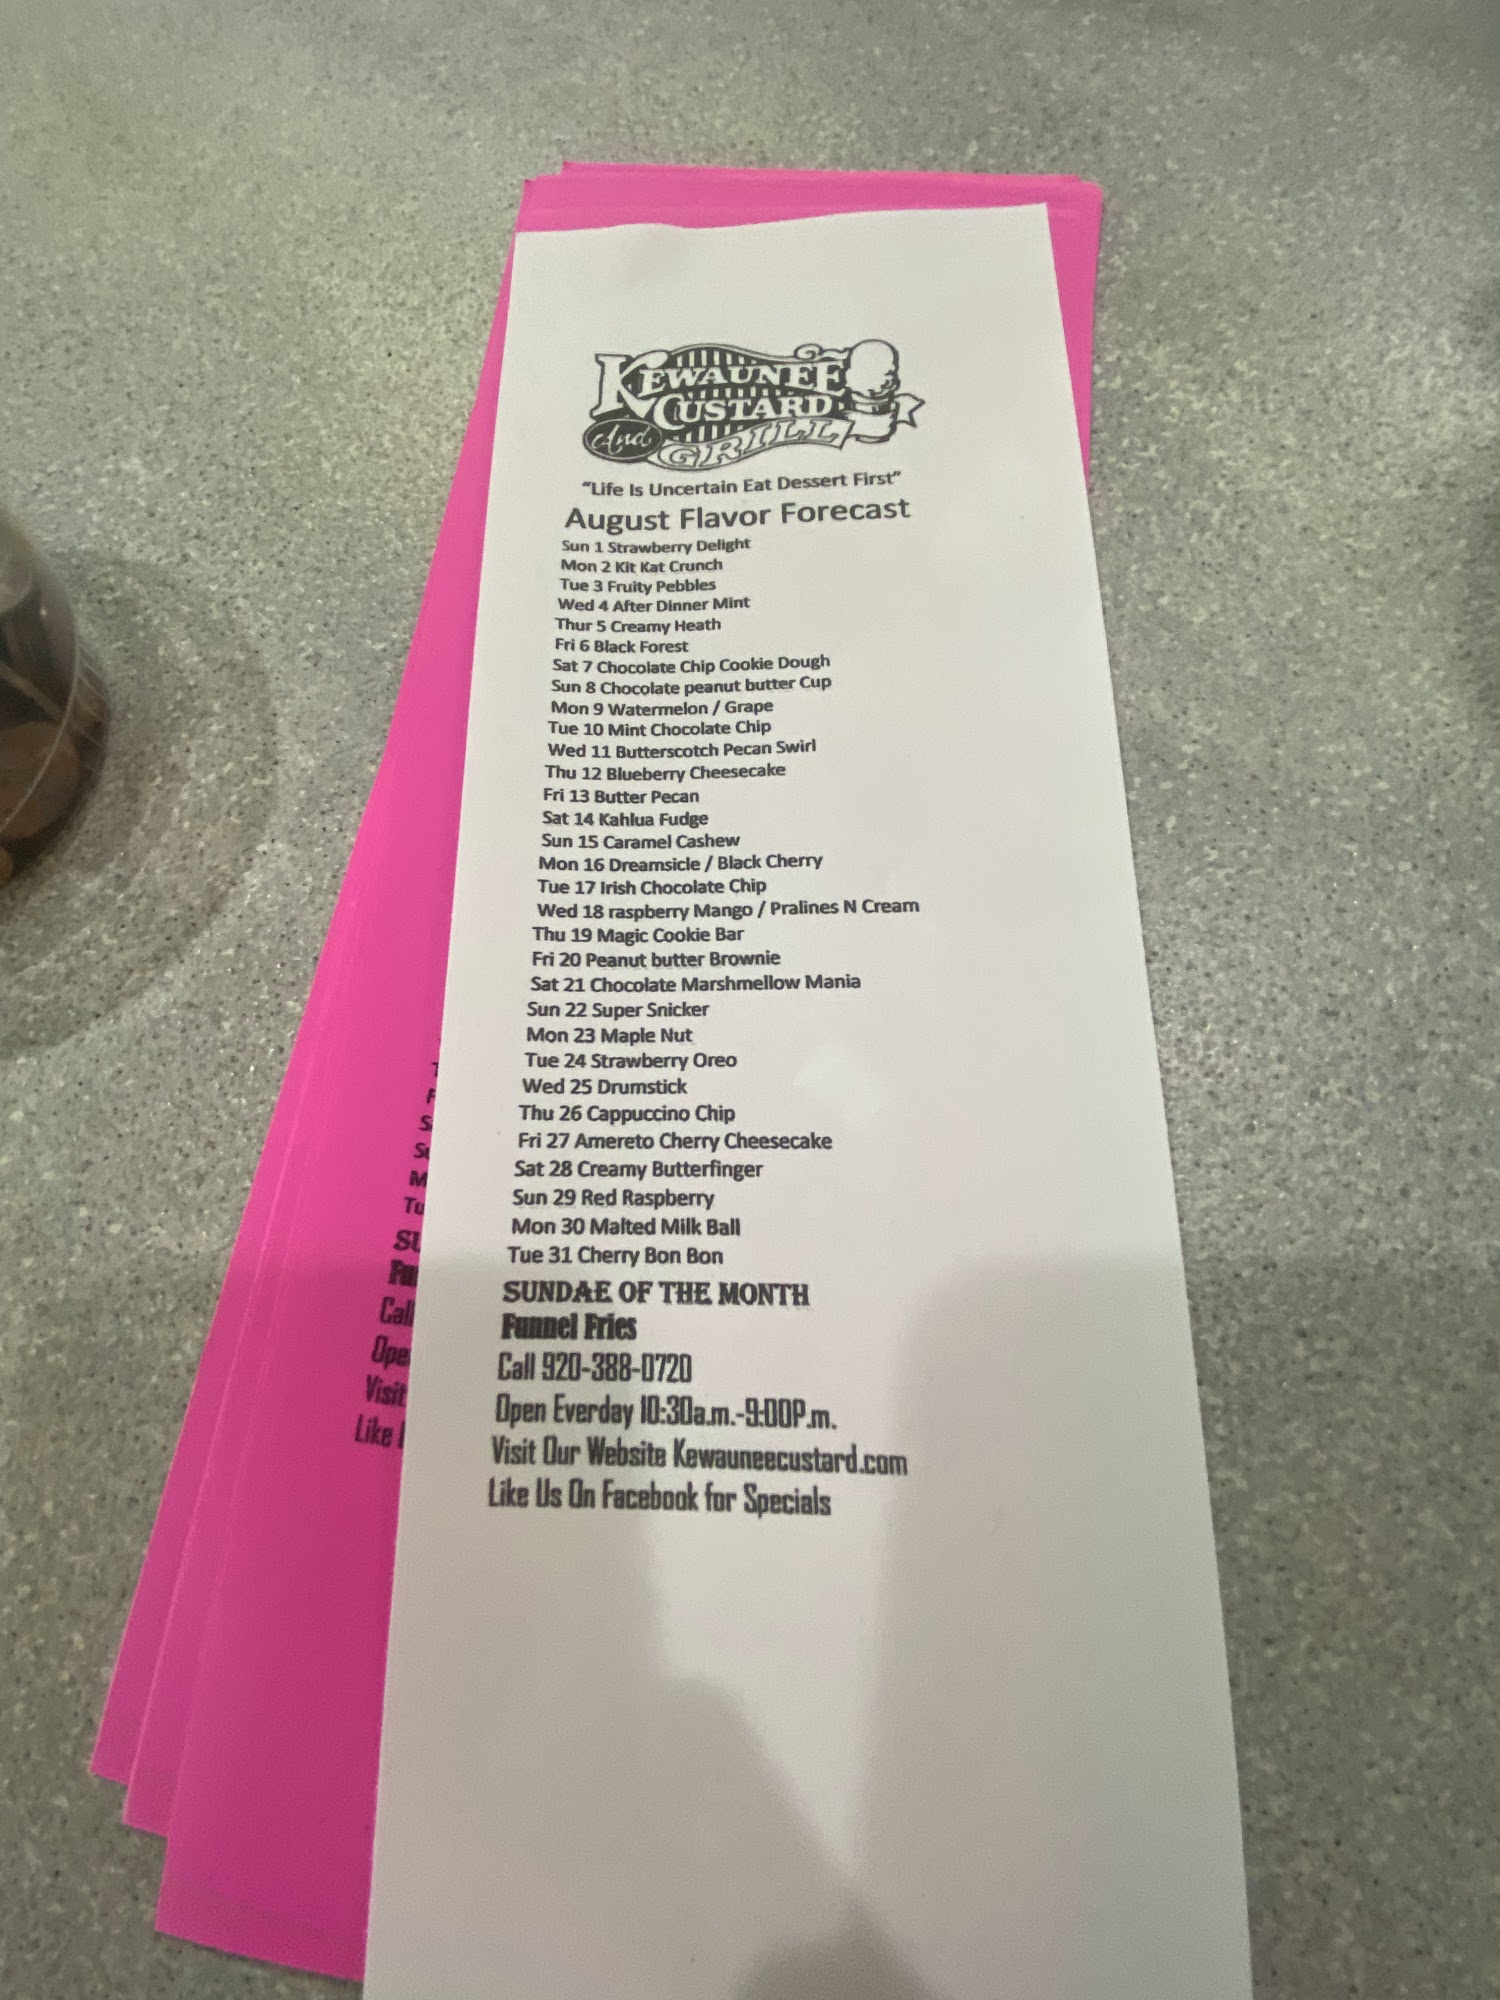 KEWAUNEE
CUSTARD
And GRILL
"Life Is Uncertain Eat Dessert First"
August Flavor Forecast
Sun 1 Strawberry Delight
Mon 2 Kit Kat Crunch
Tue 3 Fruity Pebbles
Wed 4 After Dinner Mint
Thur 5 Creamy Heath
Fri 6 Black Forest
Sat 7 Chocolate Chip Cookie Dough
Sun 8 Chocolate peanut butter Cup
Mon 9 Watermelon / Grape
Tue 10 Mint Chocolate Chip
Wed 11 Butterscotch Pecan Swirl
Thu 12 Blueberry Cheesecake
Fri 13 Butter Pecan
Sat 14 Kahlua Fudge
Sun 15 Caramel Cashew
Mon 16 Dreamsicle / Black Cherry
Tue 17 Irish Chocolate Chip
Wed 18 raspberry Mango / Pralines N Cream
Thu 19 Magic Cookie Bar
Fri 20 Peanut butter Brownie
Sat 21 Chocolate Marshmellow Mania
Sun 22 Super Snicker
Mon 23 Maple Nut
Tue 24 Strawberry Oreo
Wed 25 Drumstick
Thu 26 Cappuccino Chip
Fri 27 Amereto Cherry Cheesecake
Sat 28 Creamy Butterfinger
Sun 29 Red Raspberry
Mon 30 Malted Milk Ball
Tue 31 Cherry Bon Bon
SUNDAE OF THE MONTH
Funnel Fries
Call 920-388-0720
Open Everday 10:30a.m.-9:00P.m.
Visit Our Website Kewauneecustard.com
Like Us On Facebook for Specials
Call
Visit
Like